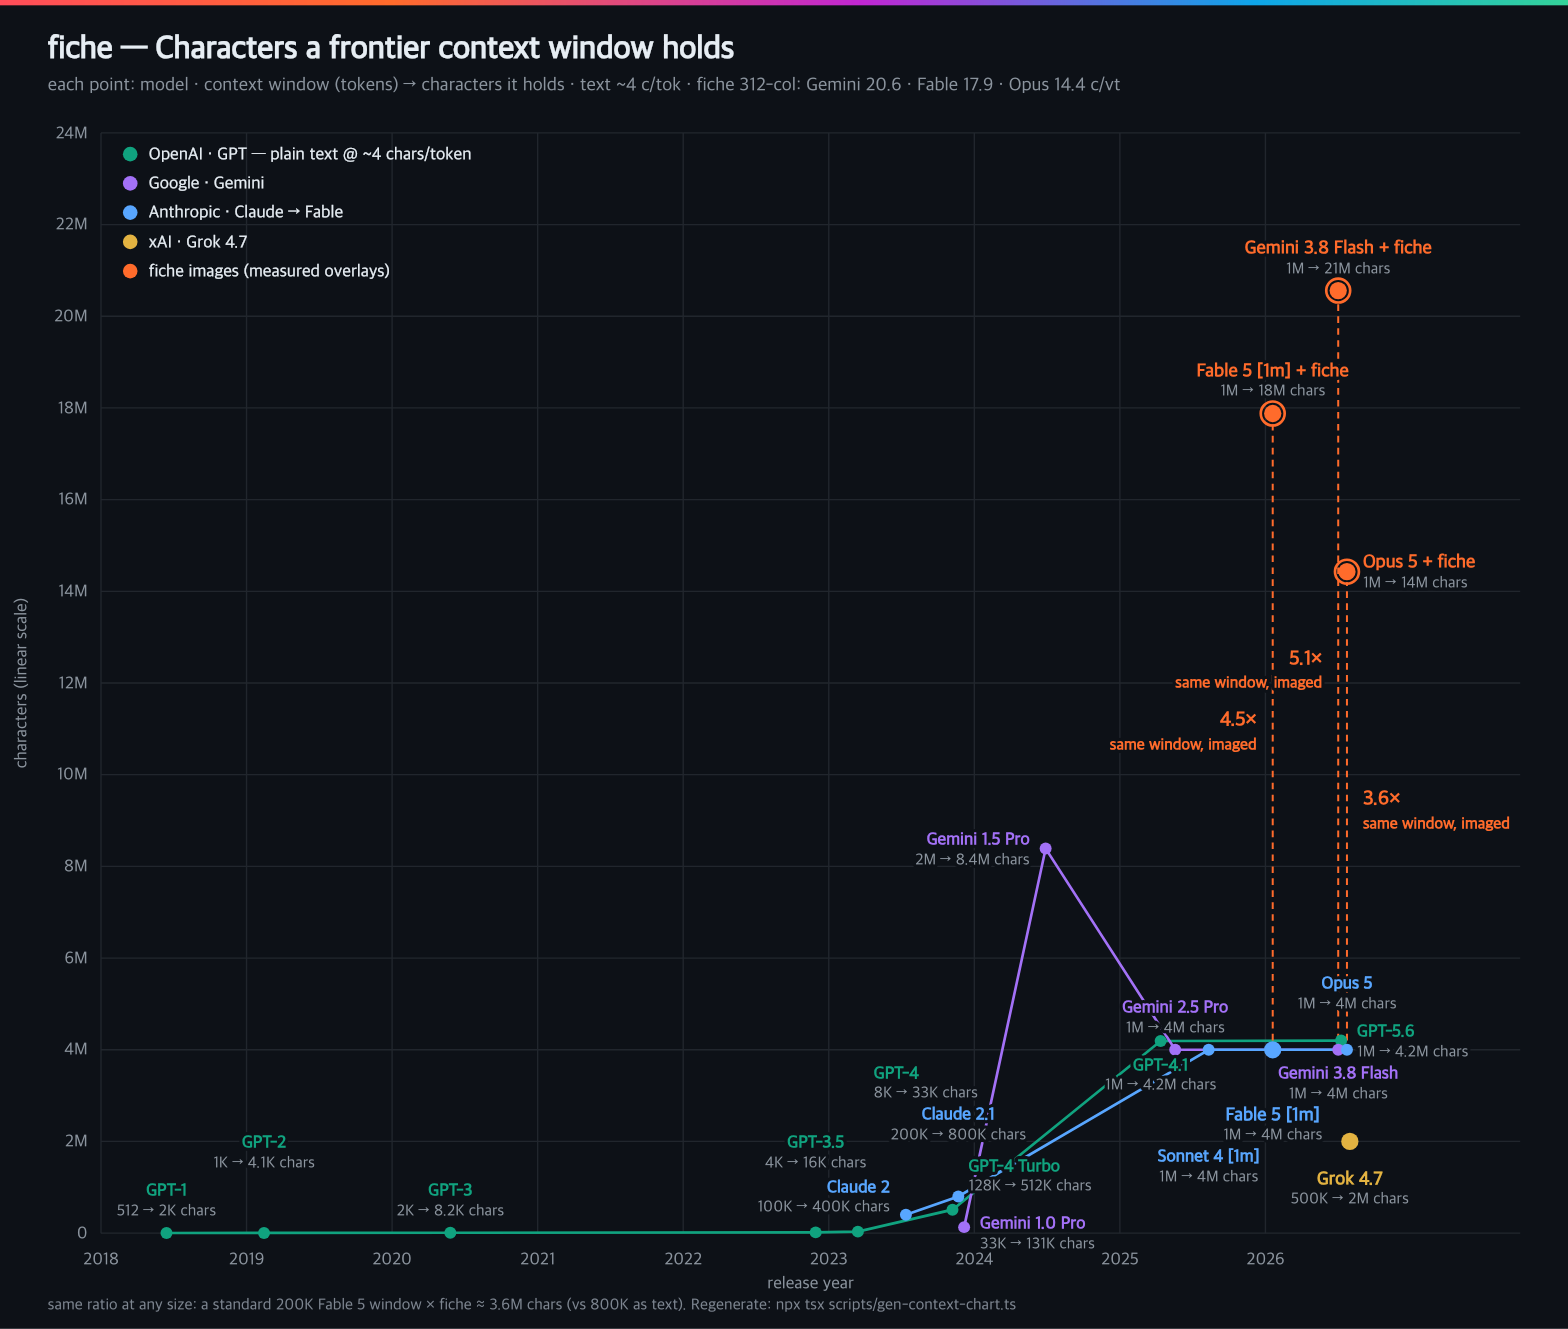 fiche — Characters a frontier context window holds
each point: model · context window (tokens) → characters it holds · text ~4 c/tok · fiche 312-col: Gemini 20.6 · Fable 17.9 · Opus 14.4 c/vt
24M
22M
20M
18M
16M
14M
12M
10M
8M
6M
4M
2M
0
characters (linear scale)
OpenAI · GPT — plain text @ ~4 chars/token
Google · Gemini
Anthropic · Claude → Fable
xAI · Grok 4.7
fiche images (measured overlays)
Gemini 3.8 Flash + fiche
1M → 21M chars
Fable 5 [1m] + fiche
1M → 18M chars
Opus 5 + fiche
1M → 14M chars
5.1×
same window, imaged
4.5×
same window, imaged
3.6×
same window, imaged
Gemini 1.5 Pro
2M → 8.4M chars
Opus 5
1M → 4M chars
Gemini 2.5 Pro
1M → 4M chars
GPT-5.6
1M → 4.2M chars
GPT-4.1
1M → 4.2M chars
GPT-4
8K → 33K chars
Gemini 3.8 Flash
1M → 4M chars
Claude 2.1
200K → 800K chars
Fable 5 [1m]
1M → 4M chars
GPT-2
1K → 4.1K chars
GPT-3.5
4K → 16K chars
Sonnet 4 [1m]
1M → 4M chars
GPT-4 Turbo
128K → 512K chars
Grok 4.7
500K → 2M chars
GPT-1
512 → 2K chars
GPT-3
2K → 8.2K chars
Claude 2
100K → 400K chars
Gemini 1.0 Pro
33K → 131K chars
2018 2019 2020 2021 2022 2023 2024 2025 2026
release year
same ratio at any size: a standard 200K Fable 5 window × fiche ≈ 3.6M chars (vs 800K as text). Regenerate: npx tsx scripts/gen-context-chart.ts